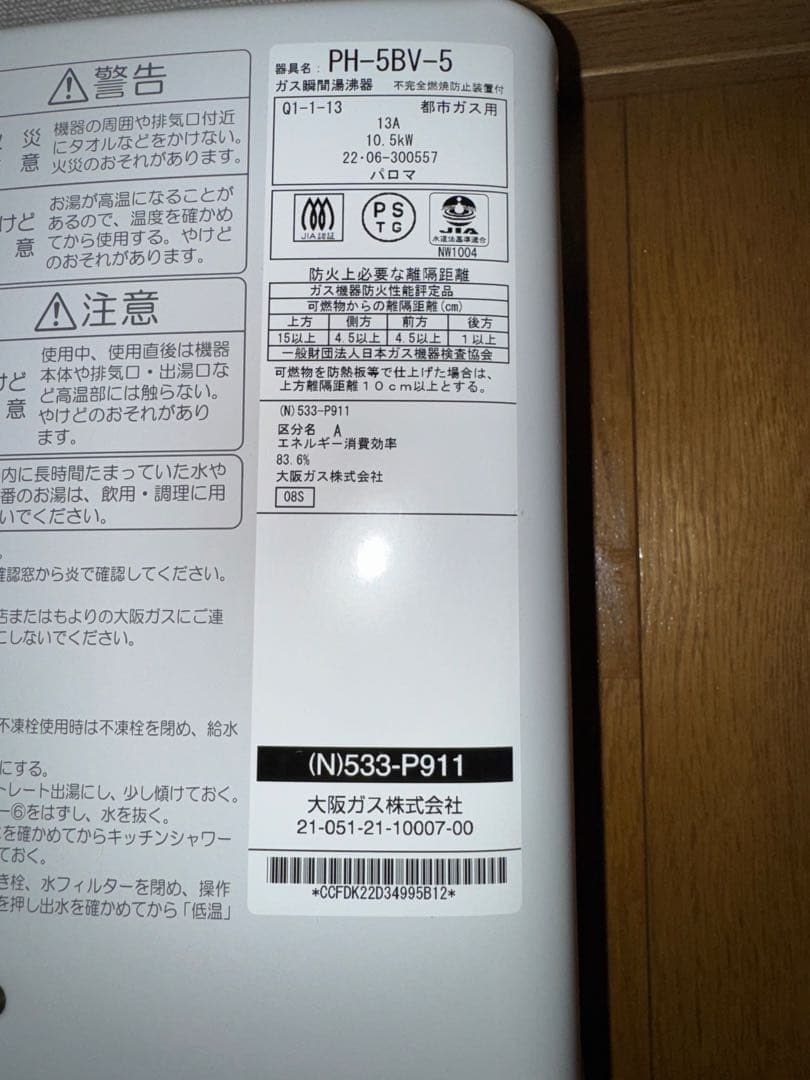 警告
災 機器の周囲や排気口付近
意 にタオルなどをかけない。
火災のおそれがあります。
けど お湯が高温になることが
意 あるので、温度を確かめ
てから使用する。やけど
のおそれがあります。
注意
けど 使用中、使用直後は機器
意 本体や排気口・出湯口な
ど高温部には触らない。
やけどのおそれがあり
ます。
内に長時間たまっていた水や
番のお湯は、飲用・調理に用
いでください。
確認窓から炎で確認してください。
店またはもよりの大阪ガスにご連
にしないでください。
不凍栓使用時は不凍栓を閉め、給水
にする。
トレート出湯にし、少し傾けておく。
ー⑥をはずし、水を抜く。
を確かめてからキッチンシャワー
ておく。
き栓、水フィルターを閉め、操作
を押し出水を確かめてから「低温」
器具名: PH-5BV-5
ガス瞬間湯沸器 不完全燃焼防止装置付
Q1-1-13 都市ガス用
13A
10.5kW
22・06-300557
パロマ
JIA認証
PS
TG
JIA
水道法基準適合
NW1004
防火上必要な離隔距離
ガス機器防火性能評定品
可燃物からの離隔距離(cm)
上方 側方 前方 後方
15以上 4.5以上 4.5以上 1以上
一般財団法人日本ガス機器検査協会
可燃物を防熱板等で仕上げた場合は、
上方離隔距離10cm以上とする。
(N)533-P911
区分名 A
エネルギー消費効率
83.6%
大阪ガス株式会社
08S
(N)533-P911
大阪ガス株式会社
21-051-21-10007-00
*CCFDK22D34995B12*